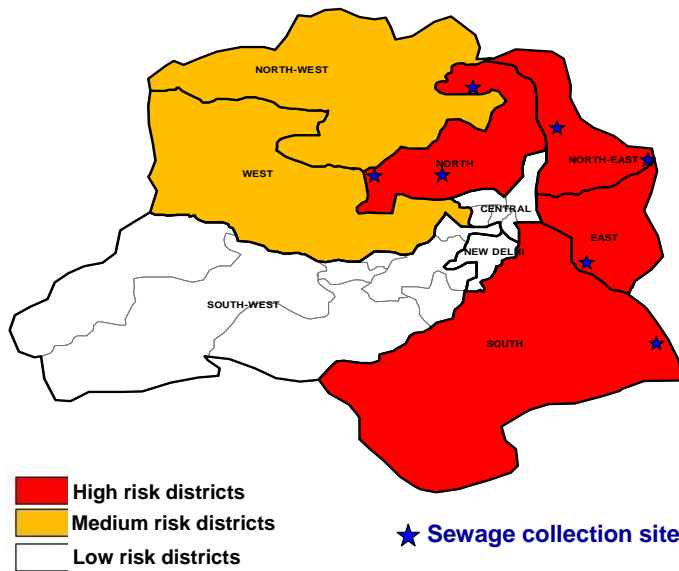 NORTH-WEST
NORTH-EAST
NORTH
WEST
CENTRAL
EAST
NEW DELHI
SOUTH-WEST
SOUTH
High risk districts
Medium risk districts
Low risk districts
Sewage collection site